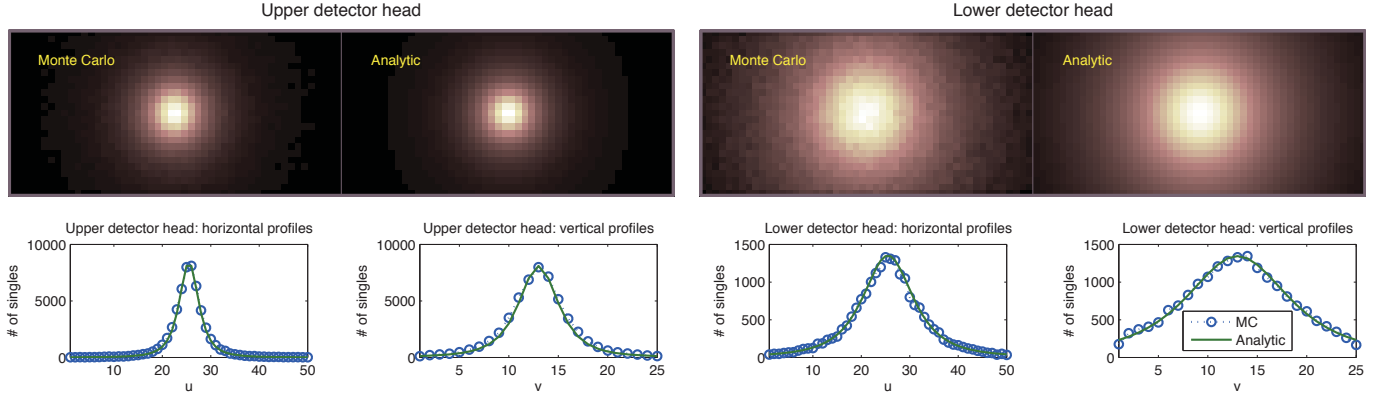 Upper detector head
Lower detector head
Monte Carlo
Analytic
Monte Carlo
Analytic
Upper detector head: horizontal profiles
10000
5000
0
# of singles
10 20 30 40 50
u
Upper detector head: vertical profiles
10000
5000
0
# of singles
5 10 15 20 25
v
Lower detector head: horizontal profiles
1500
1000
500
0
# of singles
10 20 30 40 50
u
Lower detector head: vertical profiles
1500
1000
500
0
# of singles
MC
Analytic
5 10 15 20 25
v